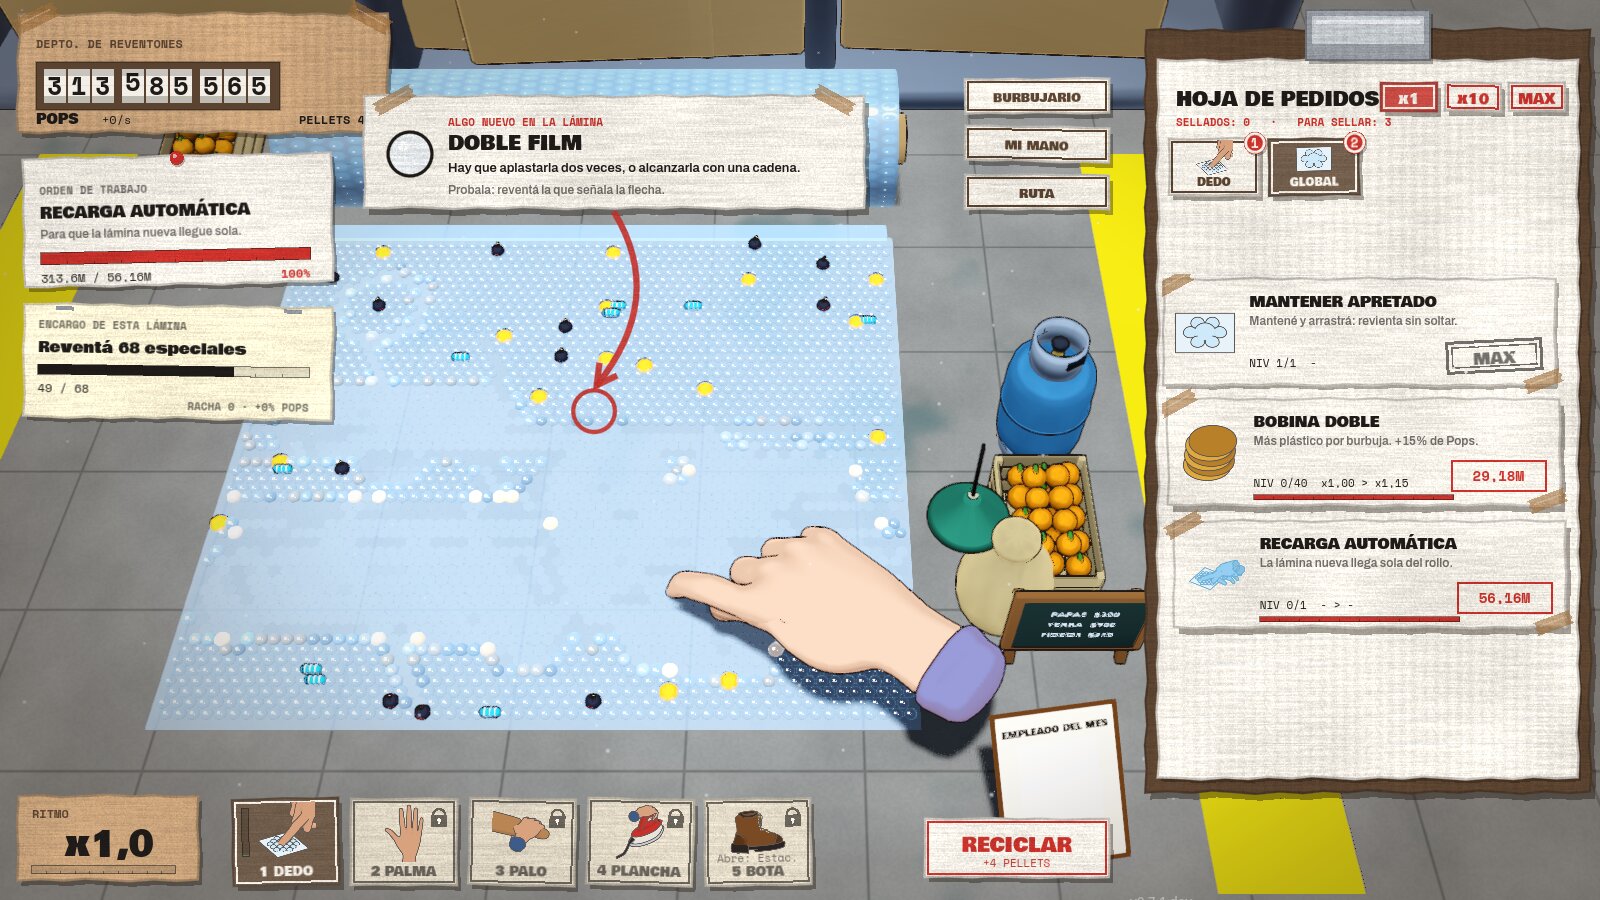 DEPTO. DE REVENTONES
313 585 565
POPS +0/s PELLETS 4
ORDEN DE TRABAJO
RECARGA AUTOMÁTICA
Para que la lámina nueva llegue sola.
313.6M / 56,16M 100%
ENCARGO DE ESTA LÁMINA
Reventá 68 especiales
49 / 68
RACHA 0 - +0% POPS
ALGO NUEVO EN LA LÁMINA
DOBLE FILM
Hay que aplastarla dos veces, o alcanzarla con una cadena.
Probala: reventá la que señala la flecha.
BURBUJARIO
MI MANO
RUTA
HOJA DE PEDIDOS x1 x10 MAX
SELLADOS: 0 · PARA SELLAR: 3
DEDO 1
GLOBAL 2
MANTENER APRETADO
Mantené y arrastrá: revienta sin soltar.
NIV 1/1 -
MAX
BOBINA DOBLE
Más plástico por burbuja. +15% de Pops.
NIV 0/40 x1,00 > x1,15
29,18M
RECARGA AUTOMÁTICA
La lámina nueva llega sola del rollo.
NIV 0/1 - > -
56,16M
EMPLEADO DEL MES
RITMO
x1,0
1 DEDO
2 PALMA
3 PALO
4 PLANCHA
Abre: Estac.
5 BOTA
RECICLAR
+4 PELLETS